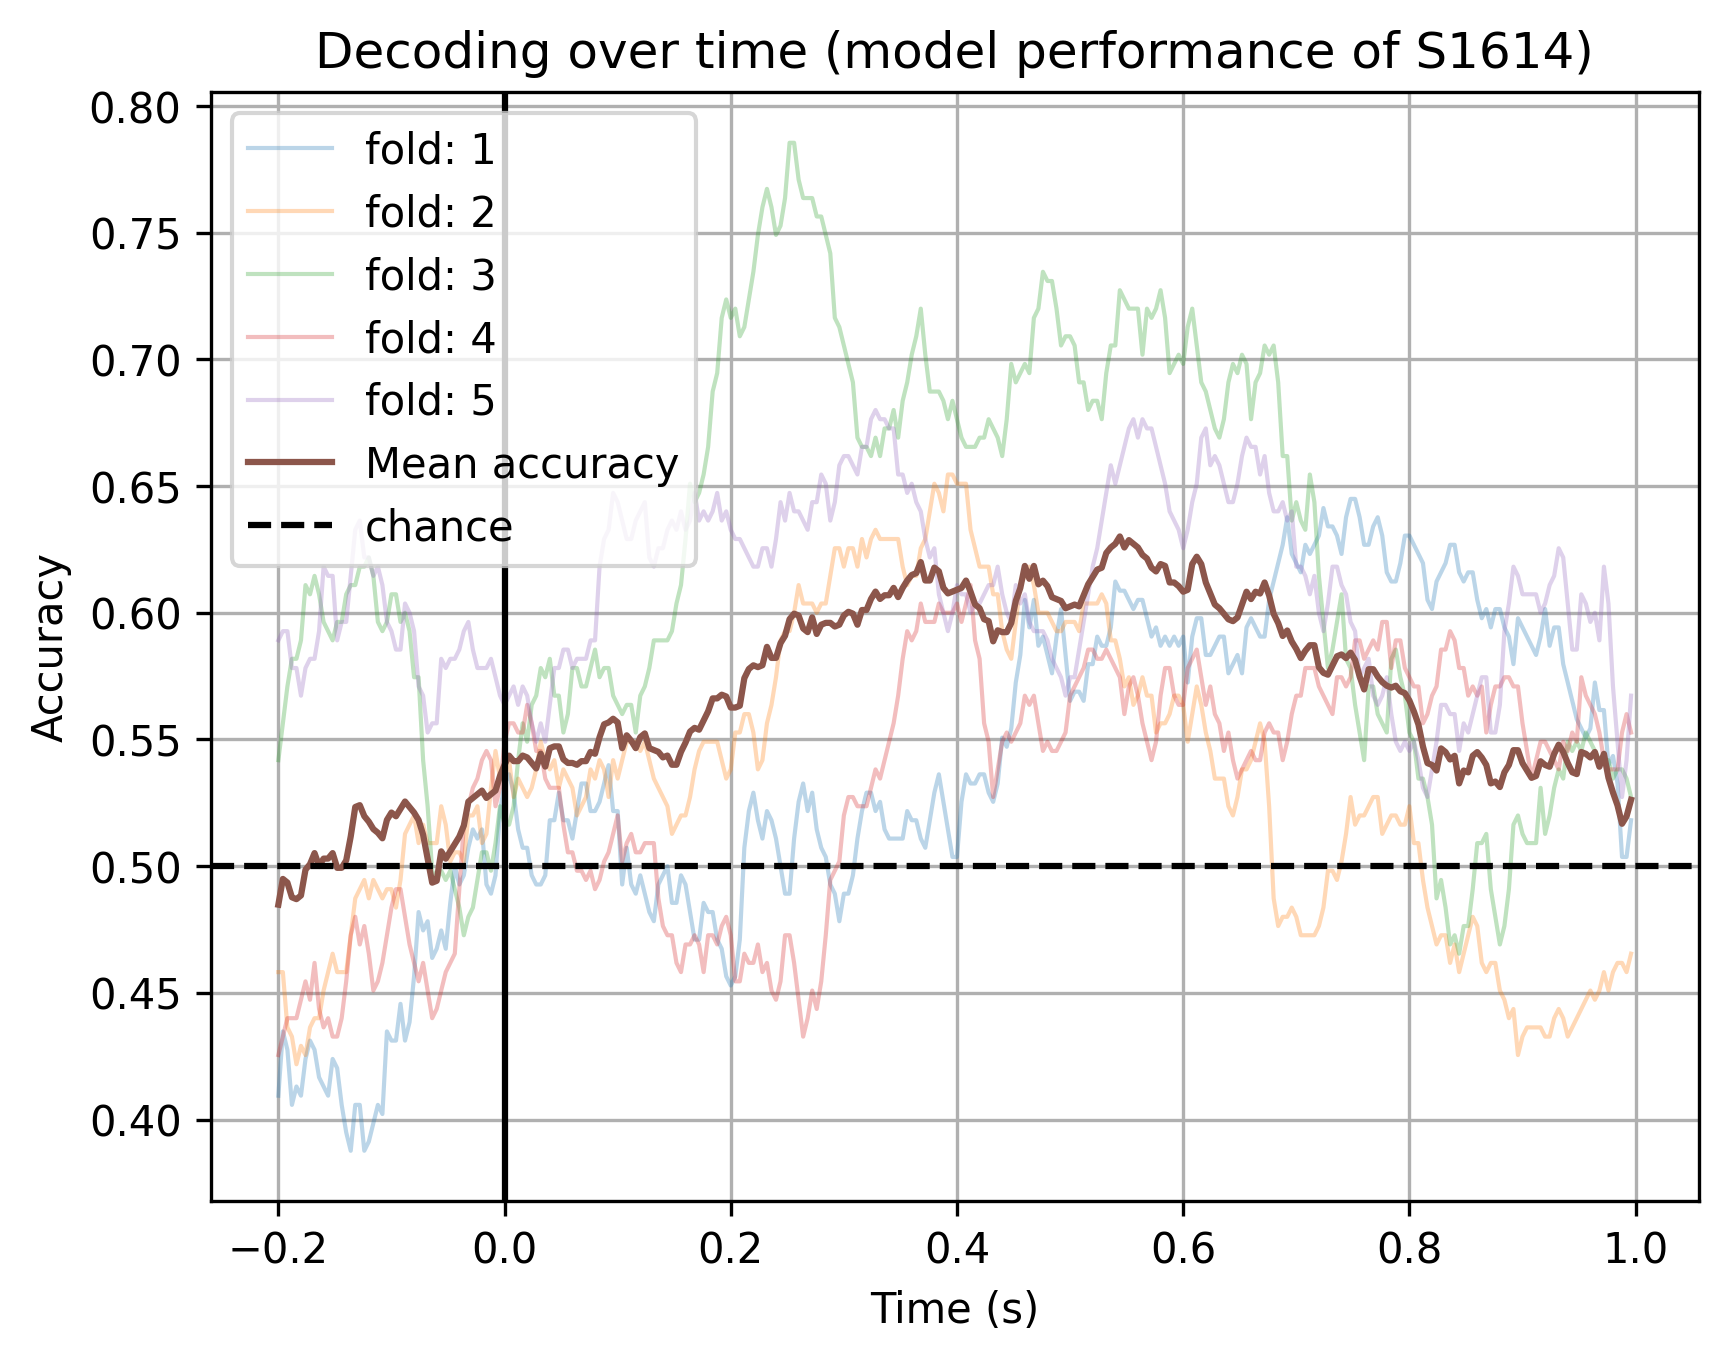 Decoding over time (model performance of S1614)
Accuracy
0.80
0.75
0.70
0.65
0.60
0.55
0.50
0.45
0.40
fold: 1
fold: 2
fold: 3
fold: 4
fold: 5
Mean accuracy
chance
−0.2 0.0 0.2 0.4 0.6 0.8 1.0
Time (s)